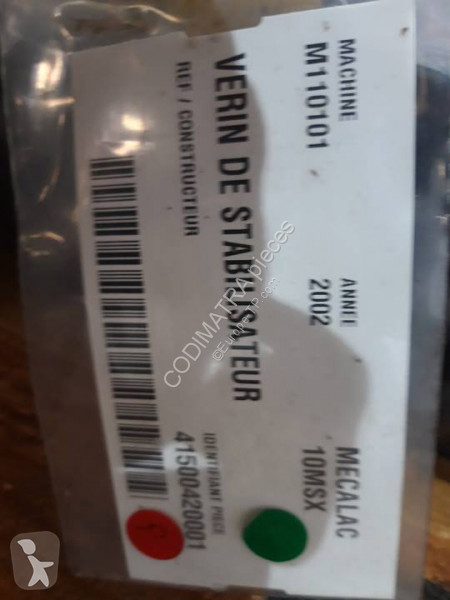 MACHINE
M110101
ANNEE
2002
MECALAC
10MSX
VERIN DE STABILISATEUR
REF / CONSTRUCTEUR
IDENTIFIANT PIECE
41500420001
CODIMATRA pieces